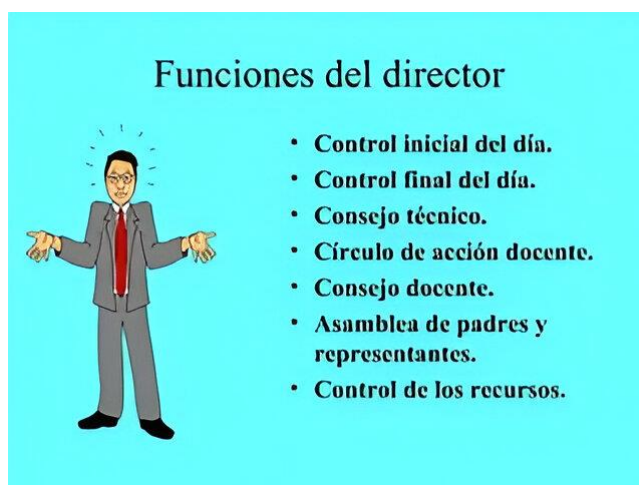 Funciones del director
• Control inicial del día.
• Control final del día.
• Consejo técnico.
• Círculo de acción docente.
• Consejo docente.
• Asamblea de padres y
representantes.
• Control de los recursos.